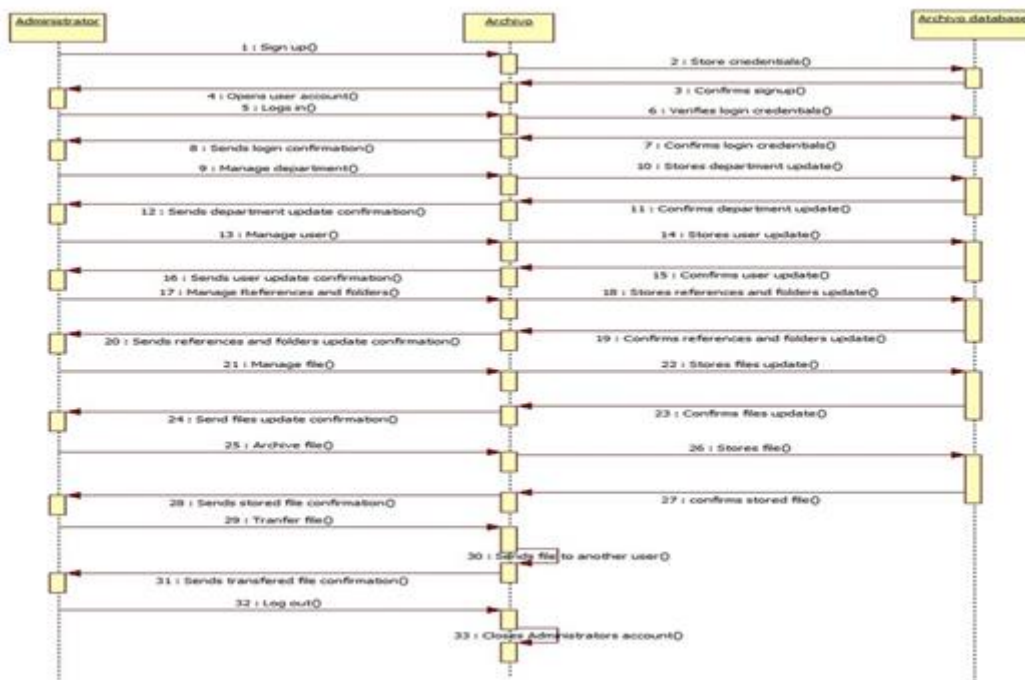 Administrator
Archivo
Archivo database
1 : Sign up()
2 : Store credentials()
3 : Confirms signup()
4 : Opens user account()
5 : Logs in()
6 : Verifies login credentials()
7 : Confirms login credentials()
8 : Sends login confirmation()
9 : Manage department()
10 : Stores department update()
11 : Confirms department update()
12 : Sends department update confirmation()
13 : Manage user()
14 : Stores user update()
15 : Comfirms user update()
16 : Sends user update confirmation()
17 : Manage References and folders()
18 : Stores references and folders update()
19 : Confirms references and folders update()
20 : Sends references and folders update confirmation()
21 : Manage file()
22 : Stores files update()
23 : Confirms files update()
24 : Send files update confirmation()
25 : Archive file()
26 : Stores file()
27 : confirms stored file()
28 : Sends stored file confirmation()
29 : Tranfer file()
30 : Sends file to another user()
31 : Sends transfered file confirmation()
32 : Log out()
33 : Closes Administrators account()